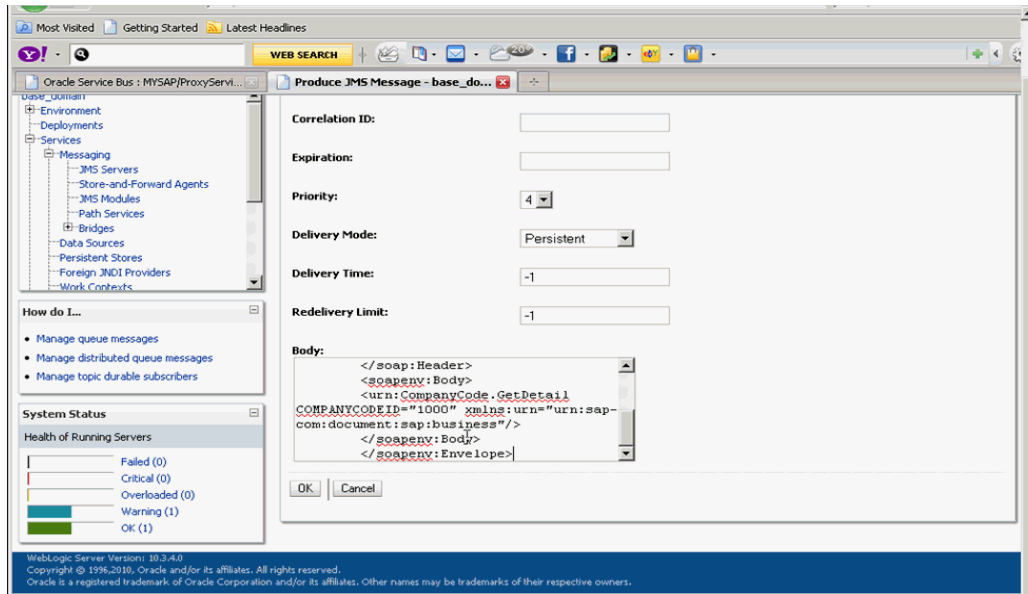 Most Visited Getting Started Latest Headlines
WEB SEARCH
20°
Oracle Service Bus : MYSAP/ProxyServi...
Produce JMS Message - base_do...
base_domain
Environment
Deployments
Services
Messaging
JMS Servers
Store-and-Forward Agents
JMS Modules
Path Services
Bridges
Data Sources
Persistent Stores
Foreign JNDI Providers
Work Contexts
How do I...
Manage queue messages
Manage distributed queue messages
Manage topic durable subscribers
System Status
Health of Running Servers
Failed (0)
Critical (0)
Overloaded (0)
Warning (1)
OK (1)
Correlation ID:
Expiration:
Priority: 4
Delivery Mode: Persistent
Delivery Time: -1
Redelivery Limit: -1
Body:
</soap:Header>
<soapenv:Body>
<urn:CompanyCode.GetDetail
COMPANYCODEID="1000" xmlns:urn="urn:sap-
com:document:sap:business"/>
</soapenv:Body>
</soapenv:Envelope>
OK Cancel
WebLogic Server Version: 10.3.4.0
Copyright © 1996,2010, Oracle and/or its affiliates. All rights reserved.
Oracle is a registered trademark of Oracle Corporation and/or its affiliates. Other names may be trademarks of their respective owners.